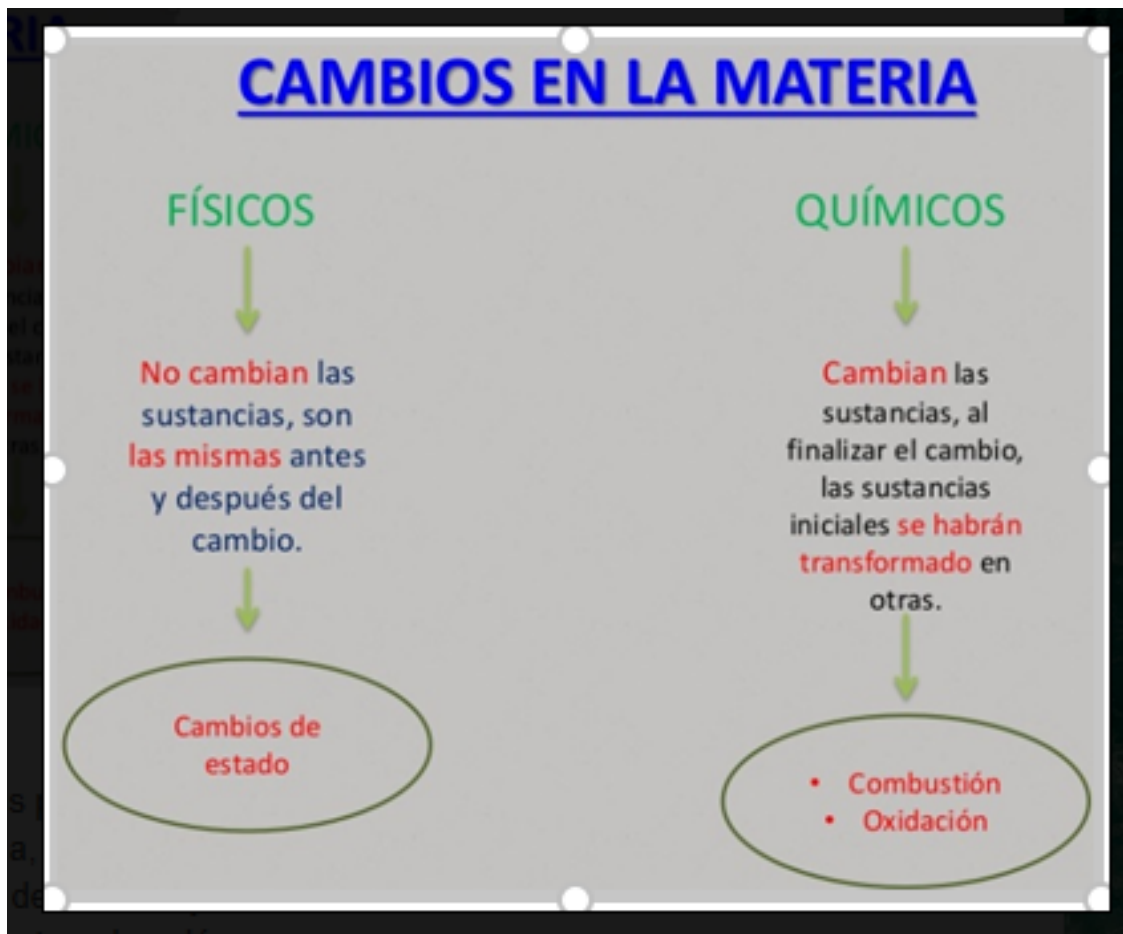 CAMBIOS EN LA MATERIA
FÍSICOS
No cambian las
sustancias, son
las mismas antes
y después del
cambio.
Cambios de
estado
QUÍMICOS
Cambian las
sustancias, al
finalizar el cambio,
las sustancias
iniciales se habrán
transformado en
otras.
• Combustión
• Oxidación